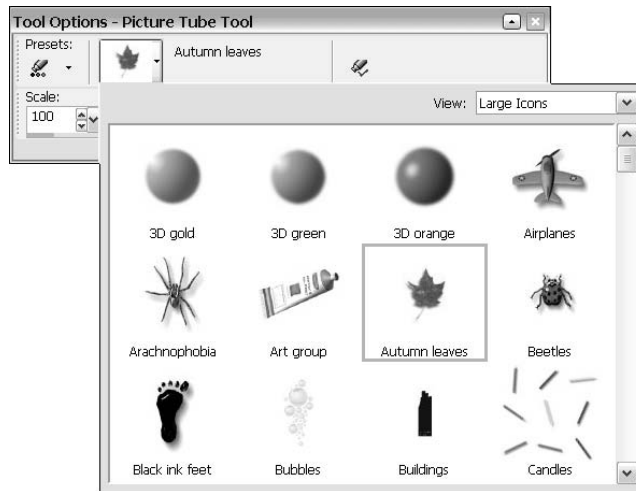 Tool Options - Picture Tube Tool
Presets:
Autumn leaves
Scale:
100
View: Large Icons
3D gold 3D green 3D orange Airplanes
Arachnophobia Art group Autumn leaves Beetles
Black ink feet Bubbles Buildings Candles